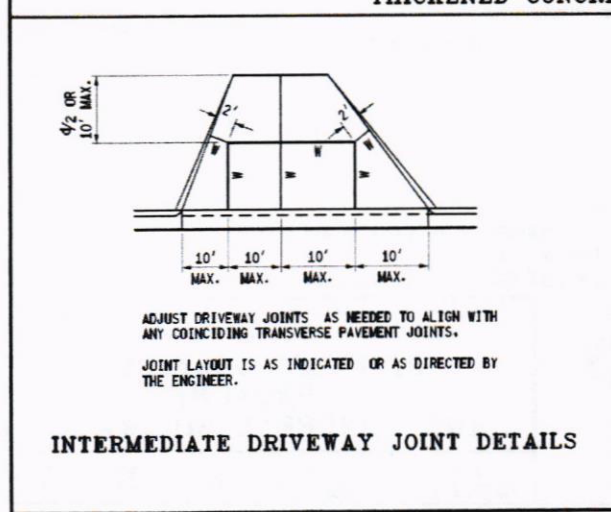 4/2 OR
10' MAX.
2'
2'
W
W
W
W
W
W
10' 10' 10' 10'
MAX. MAX. MAX. MAX.
ADJUST DRIVEWAY JOINTS AS NEEDED TO ALIGN WITH
ANY COINCIDING TRANSVERSE PAVEMENT JOINTS.
JOINT LAYOUT IS AS INDICATED OR AS DIRECTED BY
THE ENGINEER.
INTERMEDIATE DRIVEWAY JOINT DETAILS